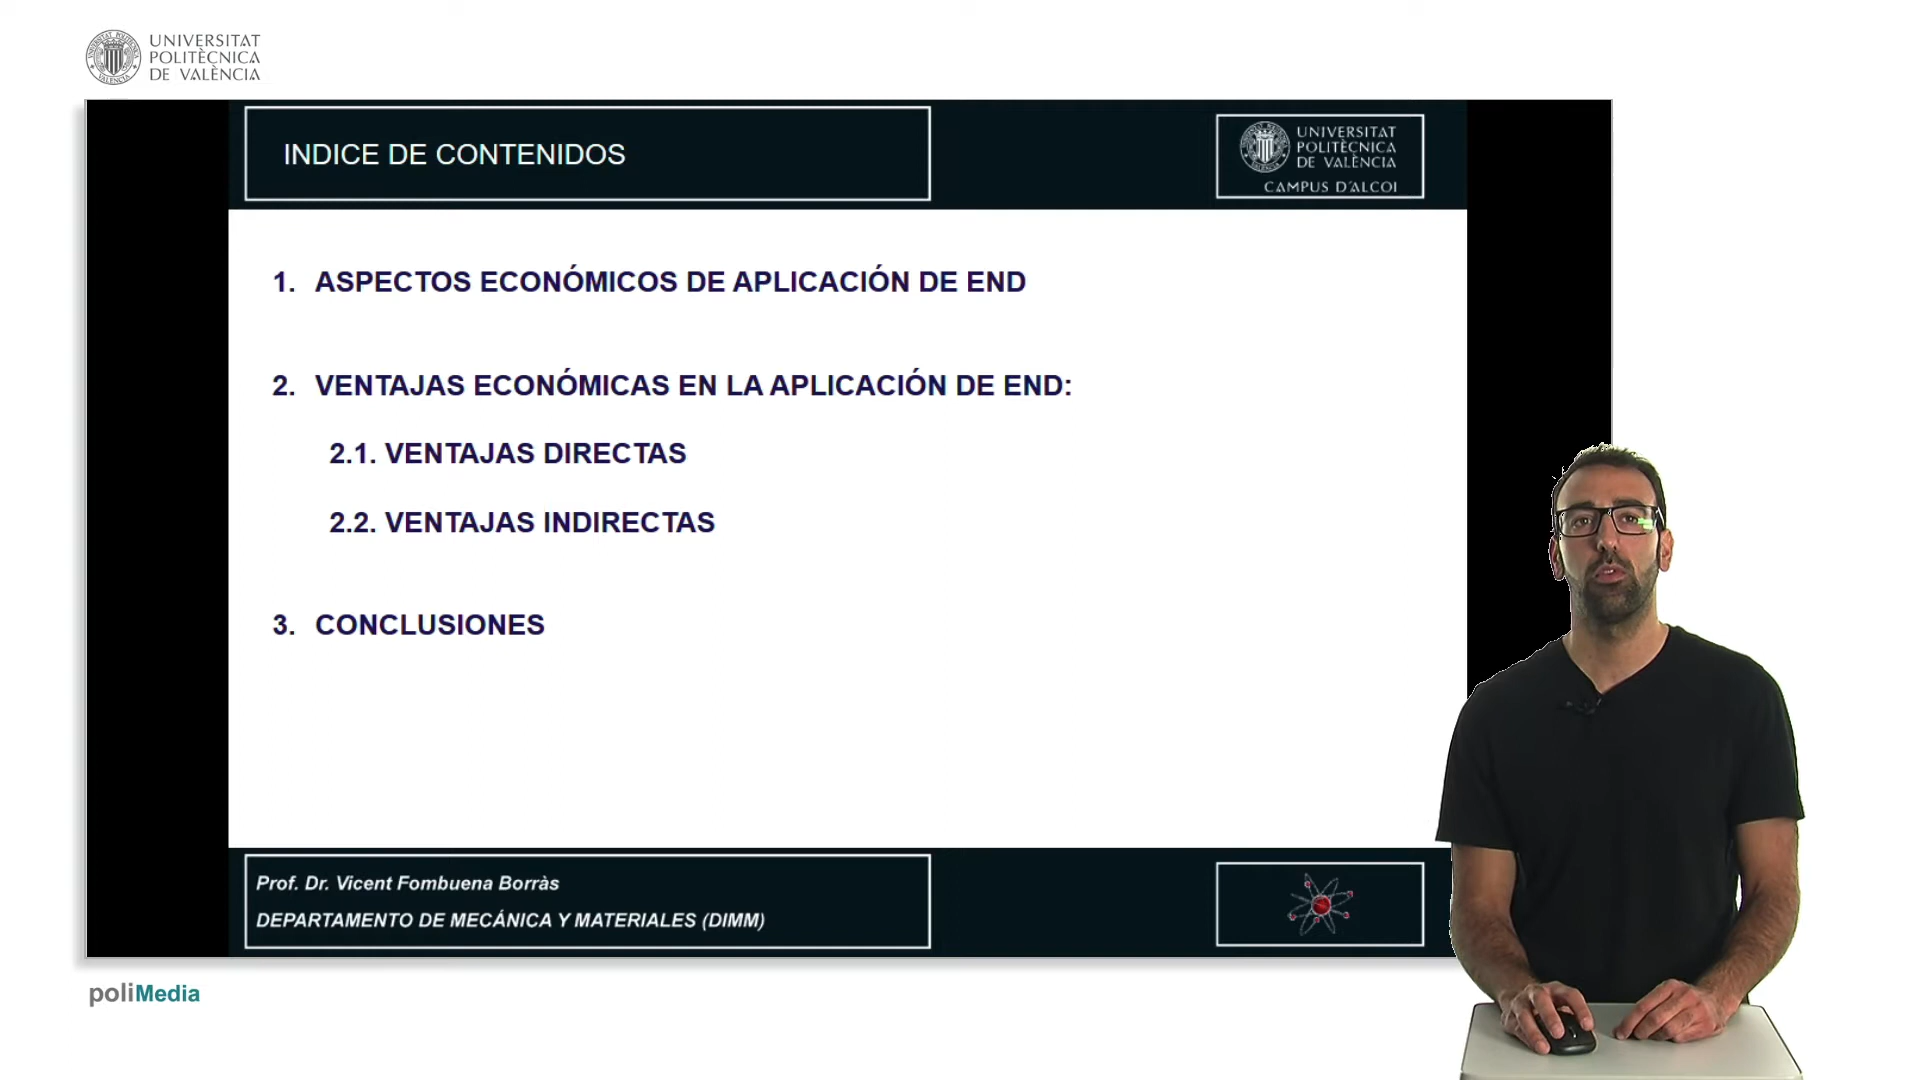 UNIVERSITAT
POLITÈCNICA
DE VALÈNCIA
INDICE DE CONTENIDOS
UNIVERSITAT
POLITÈCNICA
DE VALÈNCIA
CAMPUS D'ALCOI
1. ASPECTOS ECONÓMICOS DE APLICACIÓN DE END
2. VENTAJAS ECONÓMICAS EN LA APLICACIÓN DE END:
2.1. VENTAJAS DIRECTAS
2.2. VENTAJAS INDIRECTAS
3. CONCLUSIONES
Prof. Dr. Vicent Fombuena Borràs
DEPARTAMENTO DE MECÁNICA Y MATERIALES (DIMM)
poliMedia